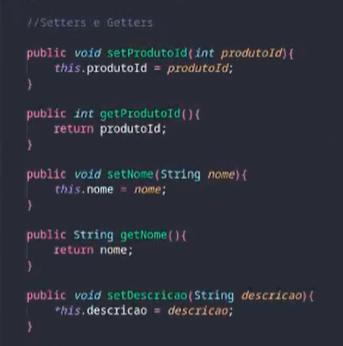 //Setters e Getters
public void setProdutoId(int produtoId){
this.produtoId = produtoId;
}
public int getProdutoId(){
return produtoId;
}
public void setNome(String nome){
this.nome = nome;
}
public String getNome(){
return nome;
}
public void setDescricao(String descricao){
*his.descricao = descricao;
}